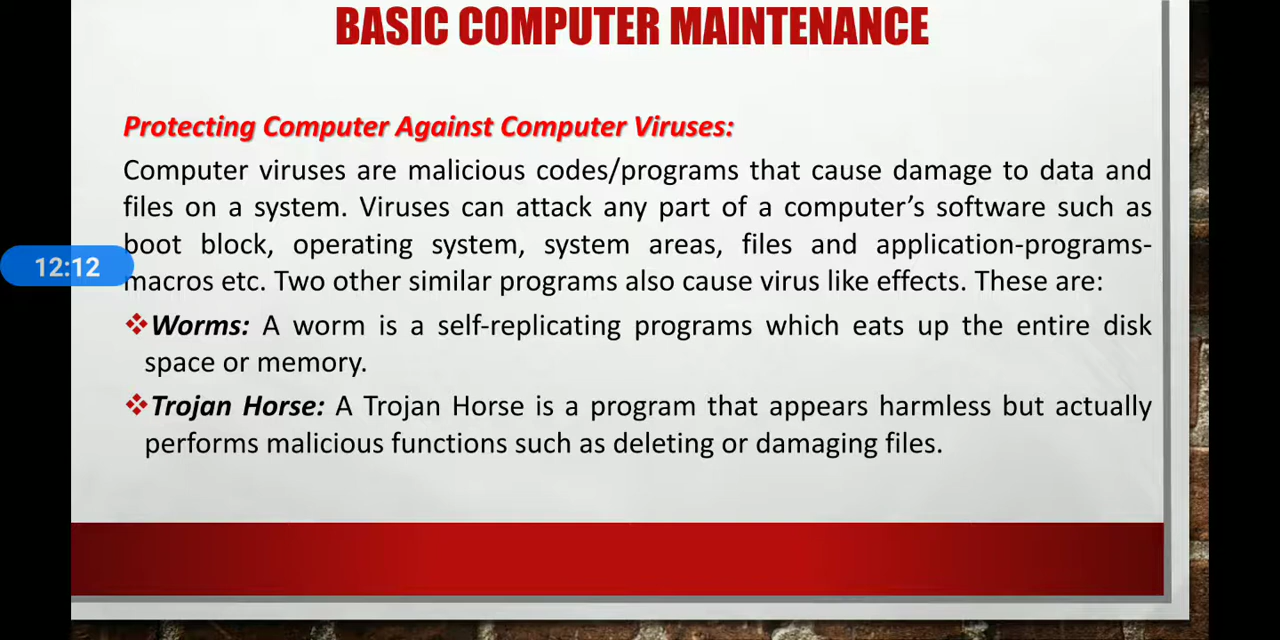 BASIC COMPUTER MAINTENANCE
Protecting Computer Against Computer Viruses:
Computer viruses are malicious codes/programs that cause damage to data and
files on a system. Viruses can attack any part of a computer's software such as
boot block, operating system, system areas, files and application-programs-
12:12
macros etc. Two other similar programs also cause virus like effects. These are:
❖Worms: A worm is a self-replicating programs which eats up the entire disk
space or memory.
❖Trojan Horse: A Trojan Horse is a program that appears harmless but actually
performs malicious functions such as deleting or damaging files.